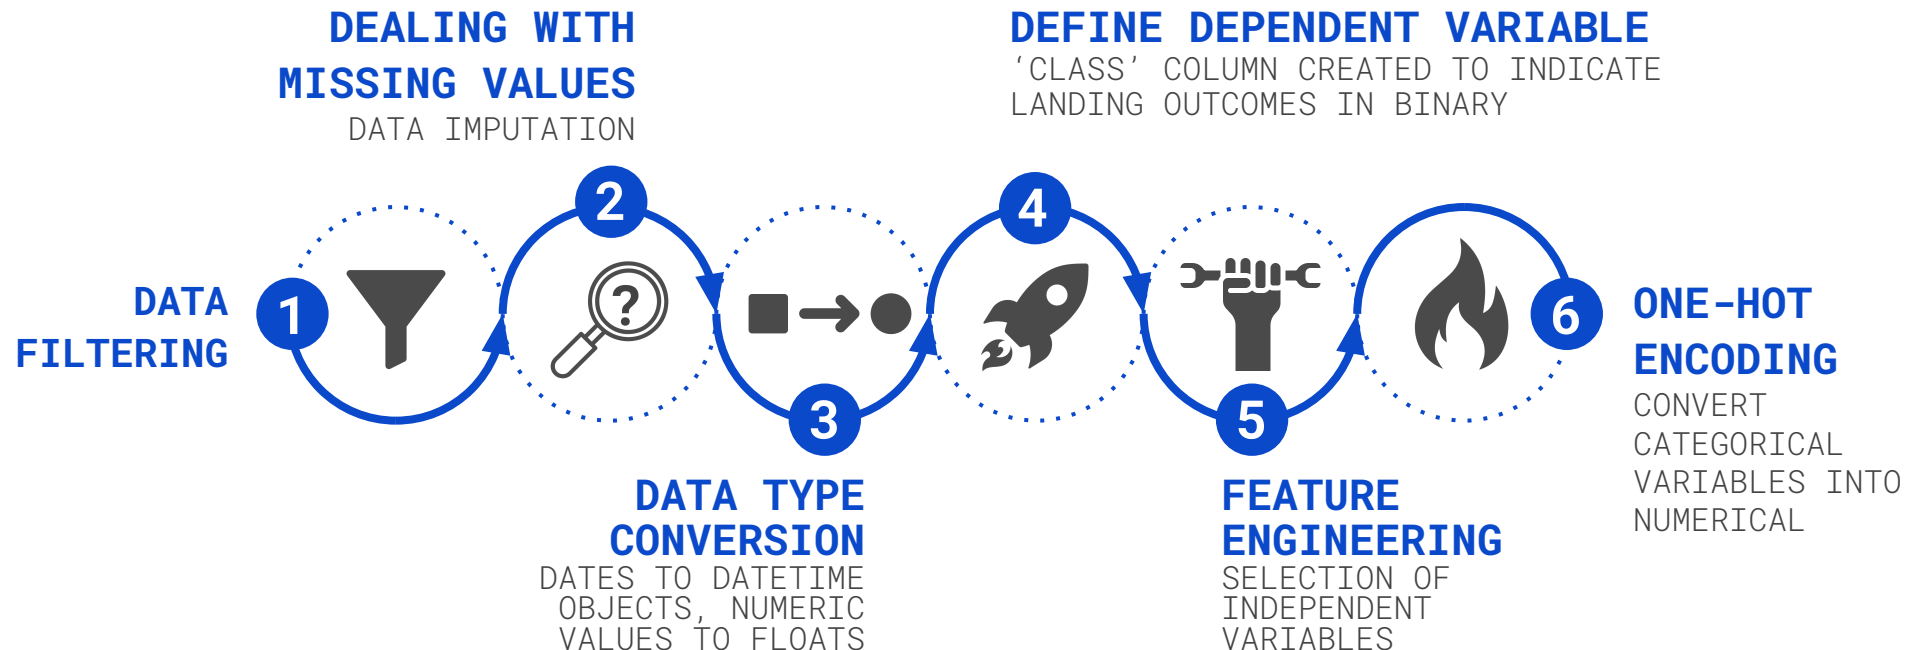 DATA
FILTERING
1
DEALING WITH
MISSING VALUES
DATA IMPUTATION
2
?
DATA TYPE
CONVERSION
DATES TO DATETIME
OBJECTS, NUMERIC
VALUES TO FLOATS
3
DEFINE DEPENDENT VARIABLE
‘CLASS’ COLUMN CREATED TO INDICATE
LANDING OUTCOMES IN BINARY
4
5
FEATURE
ENGINEERING
SELECTION OF
INDEPENDENT
VARIABLES
6
ONE-HOT
ENCODING
CONVERT
CATEGORICAL
VARIABLES INTO
NUMERICAL